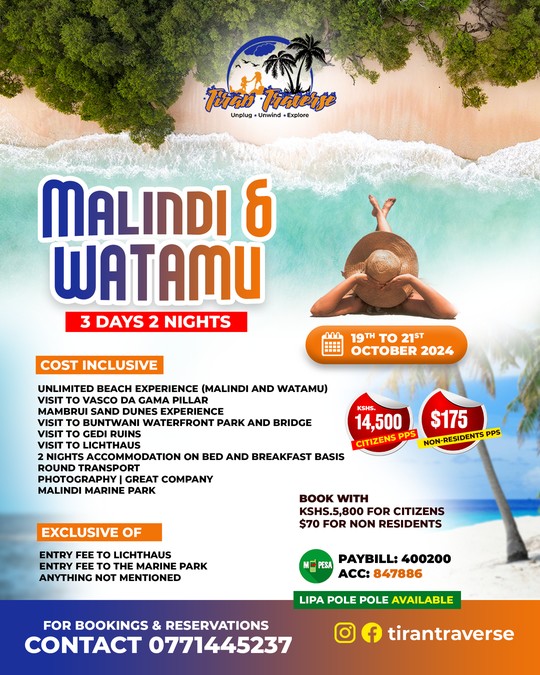 Tiran Traverse
Unplug • Unwind • Explore
MALINDI &
WATAMU
3 DAYS 2 NIGHTS
19TH TO 21ST
OCTOBER 2024
COST INCLUSIVE
UNLIMITED BEACH EXPERIENCE (MALINDI AND WATAMU)
VISIT TO VASCO DA GAMA PILLAR
MAMBRUI SAND DUNES EXPERIENCE
VISIT TO BUNTWANI WATERFRONT PARK AND BRIDGE
VISIT TO GEDI RUINS
VISIT TO LICHTHAUS
2 NIGHTS ACCOMMODATION ON BED AND BREAKFAST BASIS
ROUND TRANSPORT
PHOTOGRAPHY | GREAT COMPANY
MALINDI MARINE PARK
KSHS.
14,500
CITIZENS PPS
$175
NON-RESIDENTS PPS
EXCLUSIVE OF
ENTRY FEE TO LICHTHAUS
ENTRY FEE TO THE MARINE PARK
ANYTHING NOT MENTIONED
BOOK WITH
KSHS.5,800 FOR CITIZENS
$70 FOR NON RESIDENTS
M PESA
PAYBILL: 400200
ACC: 847886
LIPA POLE POLE AVAILABLE
FOR BOOKINGS & RESERVATIONS
CONTACT 0771445237
tirantraverse